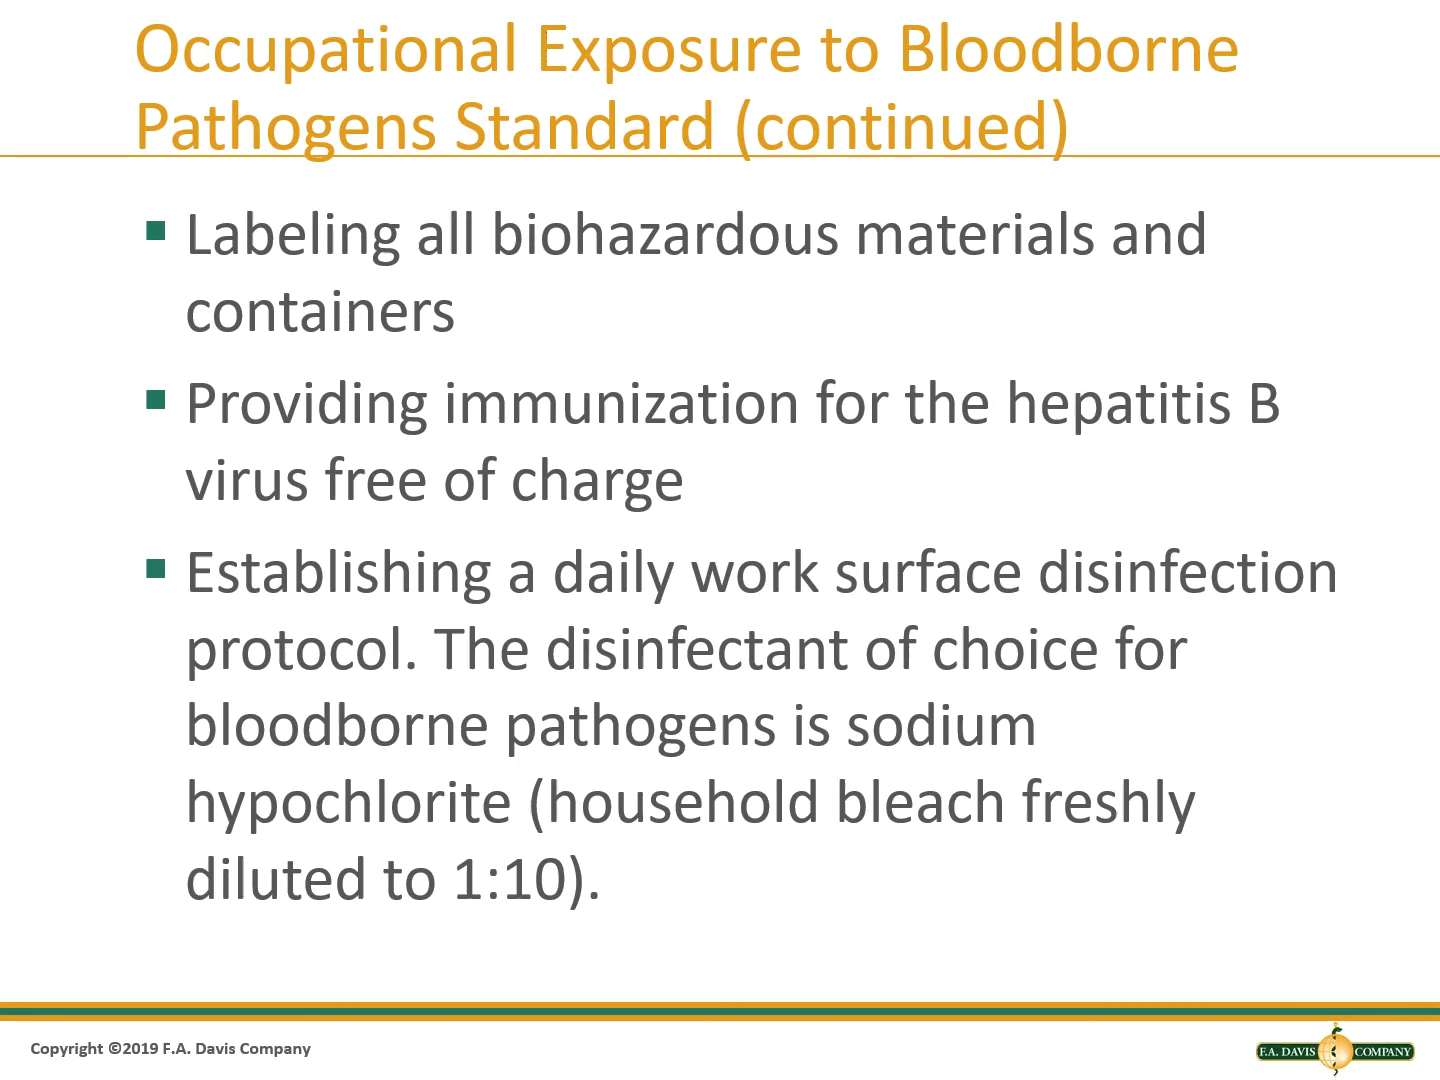 Occupational Exposure to Bloodborne
Pathogens Standard (continued)
Labeling all biohazardous materials and
containers
Providing immunization for the hepatitis B
virus free of charge
Establishing a daily work surface disinfection
protocol. The disinfectant of choice for
bloodborne pathogens is sodium
hypochlorite (household bleach freshly
diluted to 1:10).
Copyright ©2019 F.A. Davis Company
F.A. DAVIS COMPANY